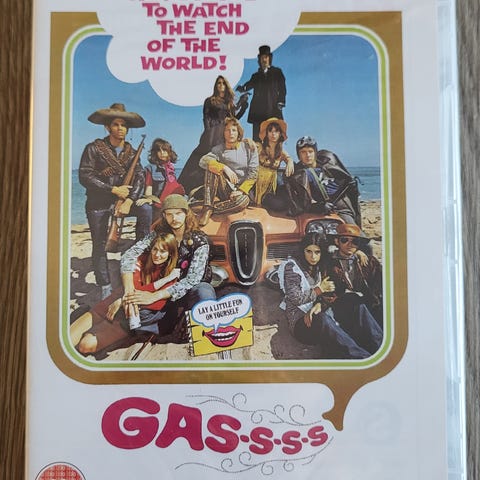 TO WATCH
THE END
OF THE
WORLD!
LAY A LITTLE FUN
ON YOURSELF
GAS-S-S-S